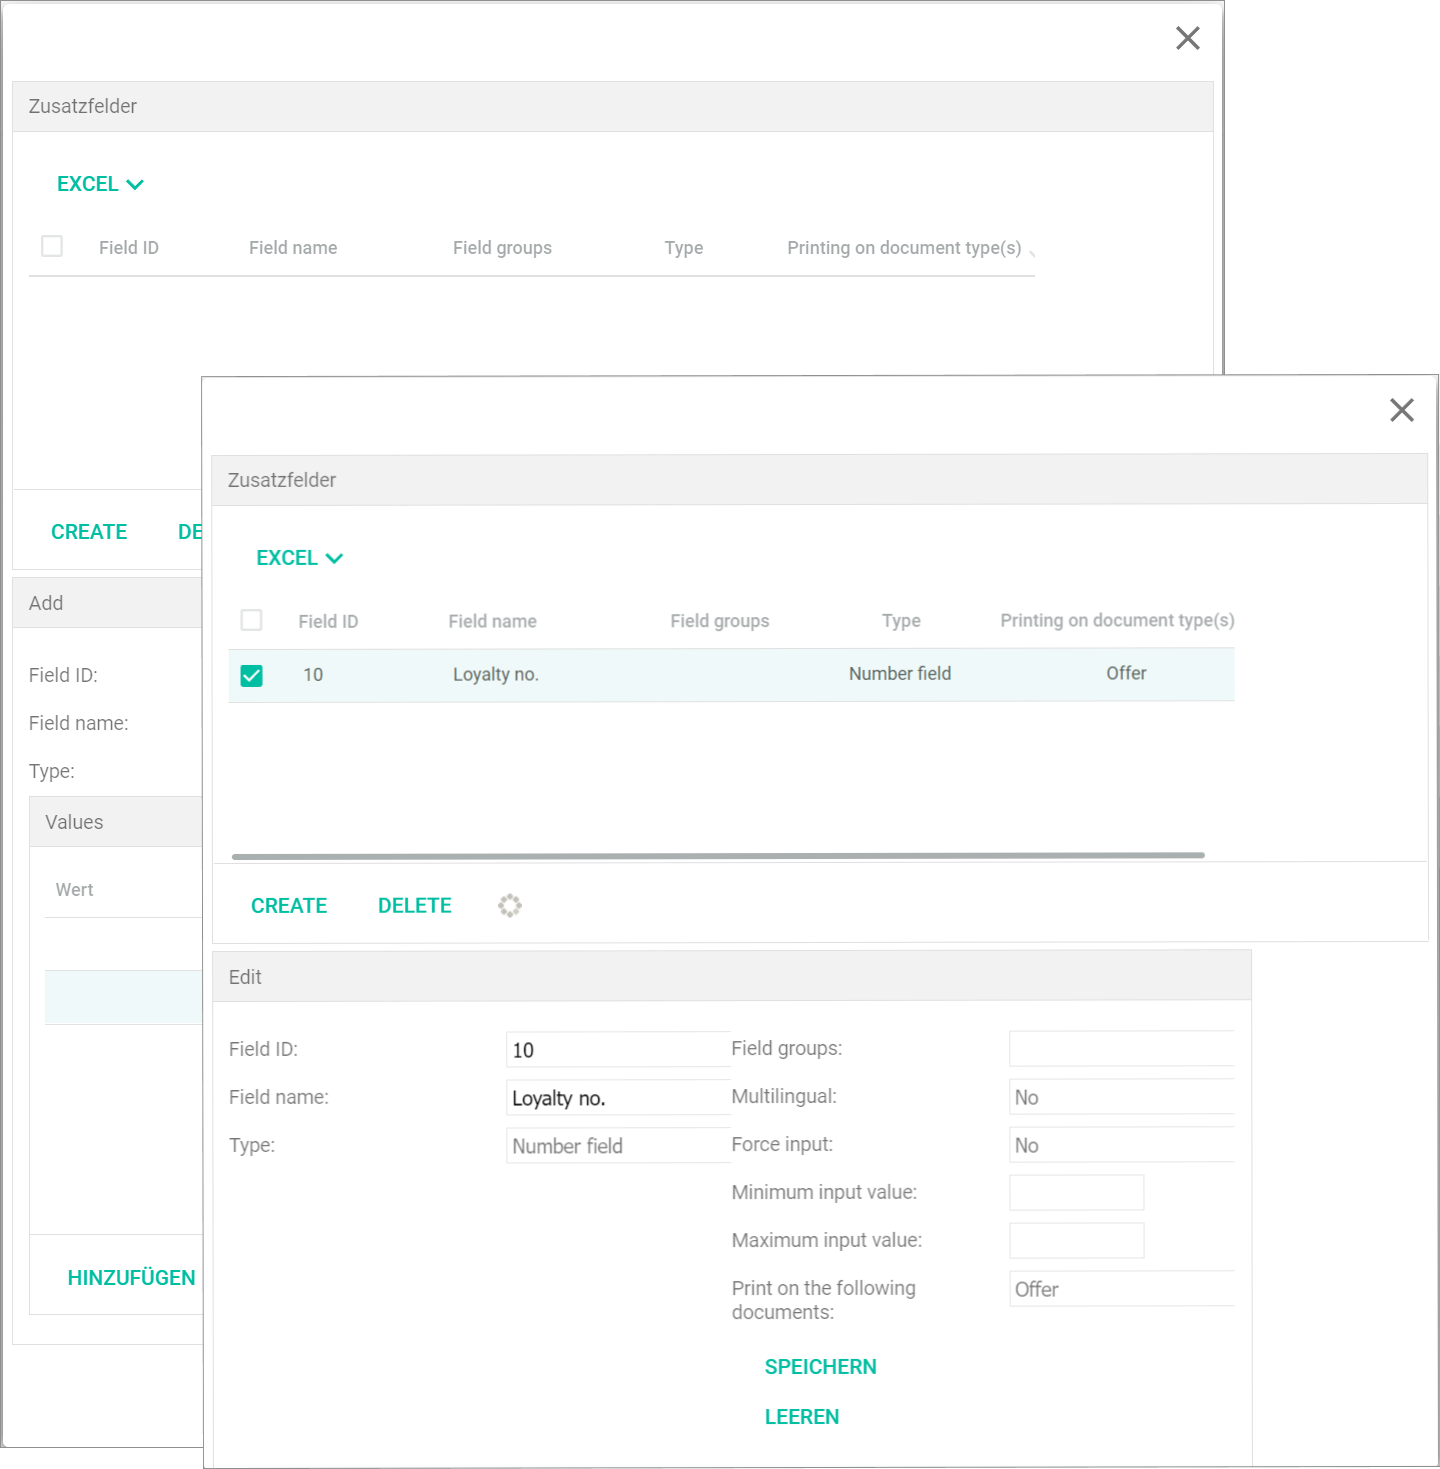 Zusatzfelder
EXCEL
Field ID Field name Field groups Type Printing on document type(s)
CREATE
Add
Field ID:
Field name:
Type:
Values
Wert
HINZUFÜGEN
Zusatzfelder
EXCEL
Field ID Field name Field groups Type Printing on document type(s)
10 Loyalty no. Number field Offer
CREATE DELETE
Edit
Field ID: 10 Field groups:
Field name: Loyalty no. Multilingual: No
Type: Number field Force input: No
Minimum input value:
Maximum input value:
Print on the following
documents: Offer
SPEICHERN
LEEREN